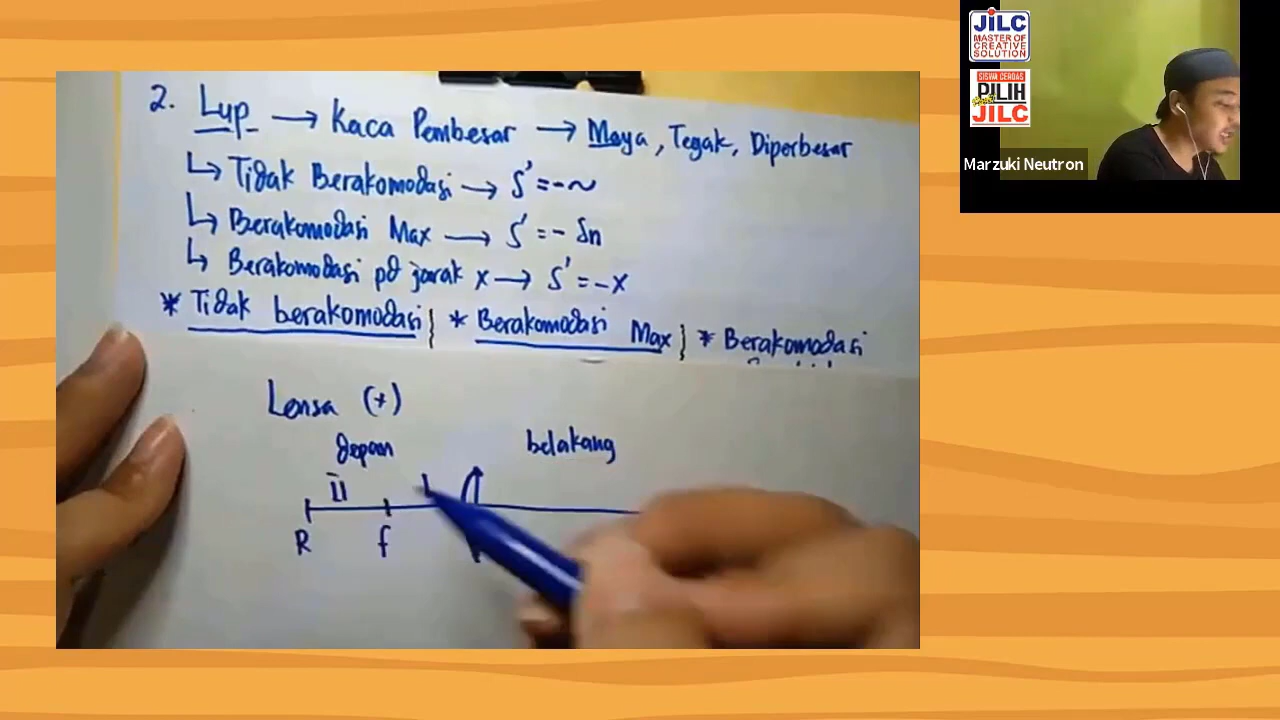 JILC
MASTER OF
CREATIVE
SOLUTION
SISWA CERDAS
PILIH
JILC
Marzuki Neutron
2. Lup → Kaca Pembesar → Maya, Tegak, Diperbesar
↳ Tidak Berakomodasi → S' = -~
↳ Berakomodasi Max → S' = - Sn
↳ Berakomodasi pd jarak x → S' = -x
* Tidak berakomodasi } * Berakomodasi Max } * Berakomodasi
Lensa (+)
depan belakang
II I
R f